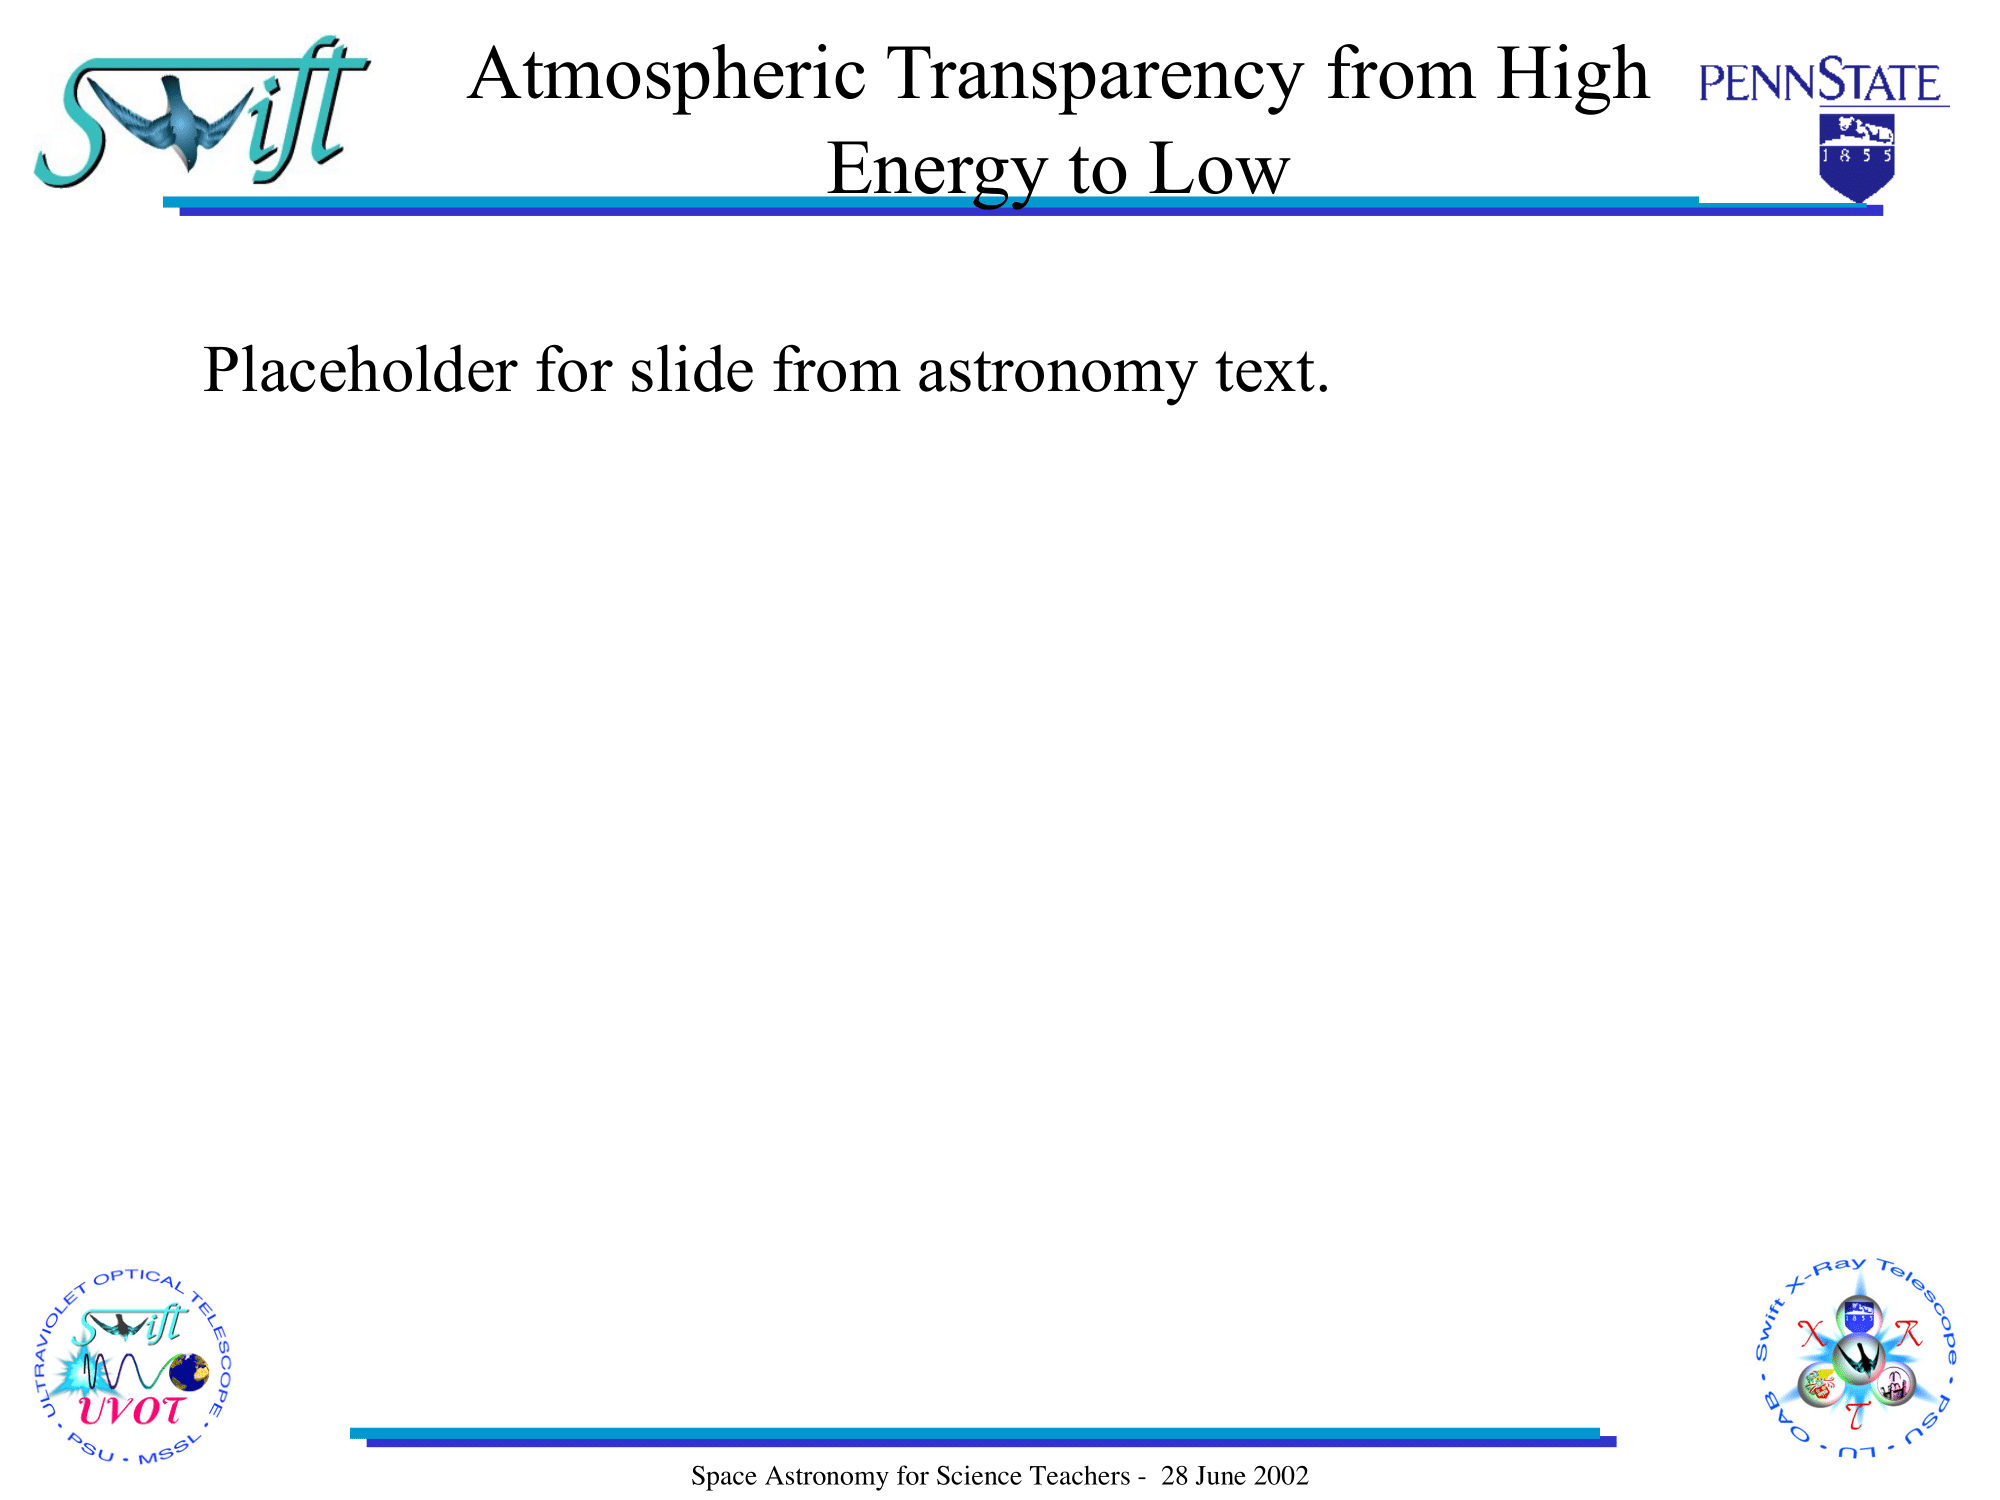 Swift
Atmospheric Transparency from High
Energy to Low
PENNSTATE
1855
Placeholder for slide from astronomy text.
ULTRAVIOLET OPTICAL TELESCOPE • PSU • MSSL •
Swift
UVOT
Swift X-Ray Telescope • PSU • LU • OAB •
1855
X R
T
Space Astronomy for Science Teachers - 28 June 2002